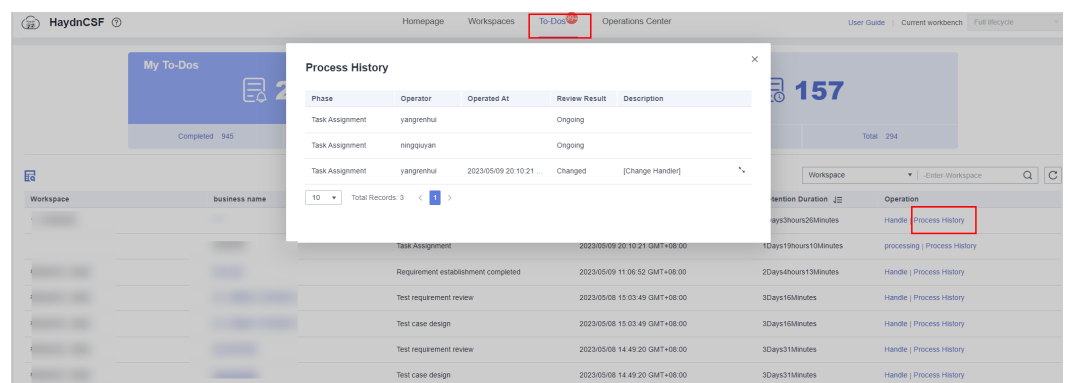 HaydnCSF
Homepage Workspaces To-Dos Operations Center
User Guide | Current workbench Full lifecycle
My To-Dos
157
Completed 945
Total 294
Process History
Phase Operator Operated At Review Result Description
Task Assignment yangrenhui Ongoing
Task Assignment ningqiuyan Ongoing
Task Assignment yangrenhui 2023/05/09 20:10:21 ... Changed [Change Handler]
10 Total Records: 3 < 1 >
Workspace Enter-Workspace
Workspace business name tention Duration Operation
ays3hours26Minutes Handle | Process History
Task Assignment 2023/05/09 20:10:21 GMT+08:00 1Days19hours10Minutes processing | Process History
Requirement establishment completed 2023/05/09 11:06:52 GMT+08:00 2Days4hours13Minutes Handle | Process History
Test requirement review 2023/05/08 15:03:49 GMT+08:00 3Days16Minutes Handle | Process History
Test case design 2023/05/08 15:03:49 GMT+08:00 3Days16Minutes Handle | Process History
Test requirement review 2023/05/08 14:49:20 GMT+08:00 3Days31Minutes Handle | Process History
Test case design 2023/05/08 14:49:20 GMT+08:00 3Days31Minutes Handle | Process History